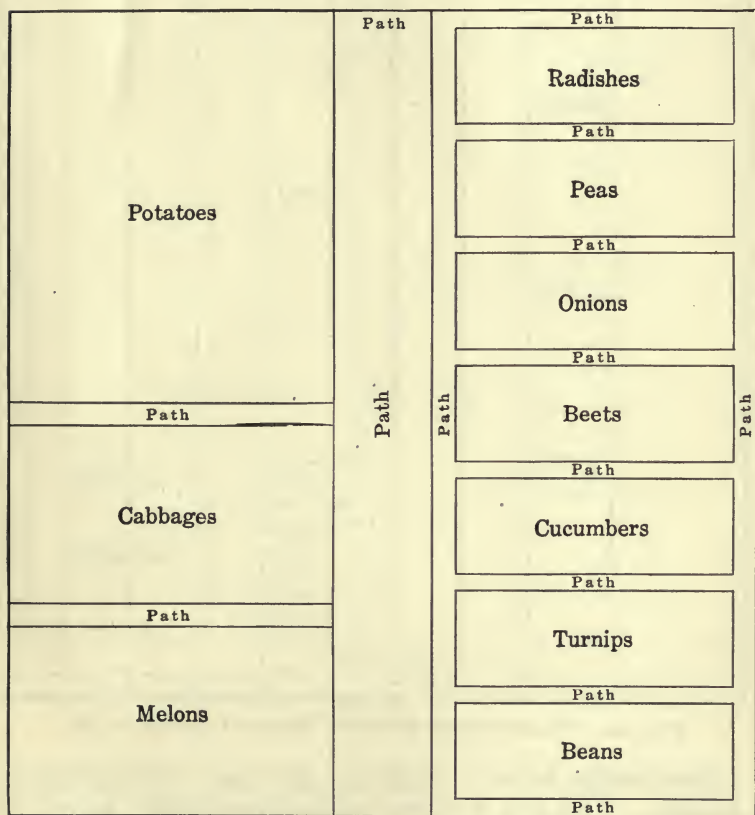 Path
Potatoes
Path
Cabbages
Path
Melons
Path
Path
Path
Radishes
Path
Peas
Path
Onions
Path
Beets
Path
Cucumbers
Path
Turnips
Path
Beans
Path
Path